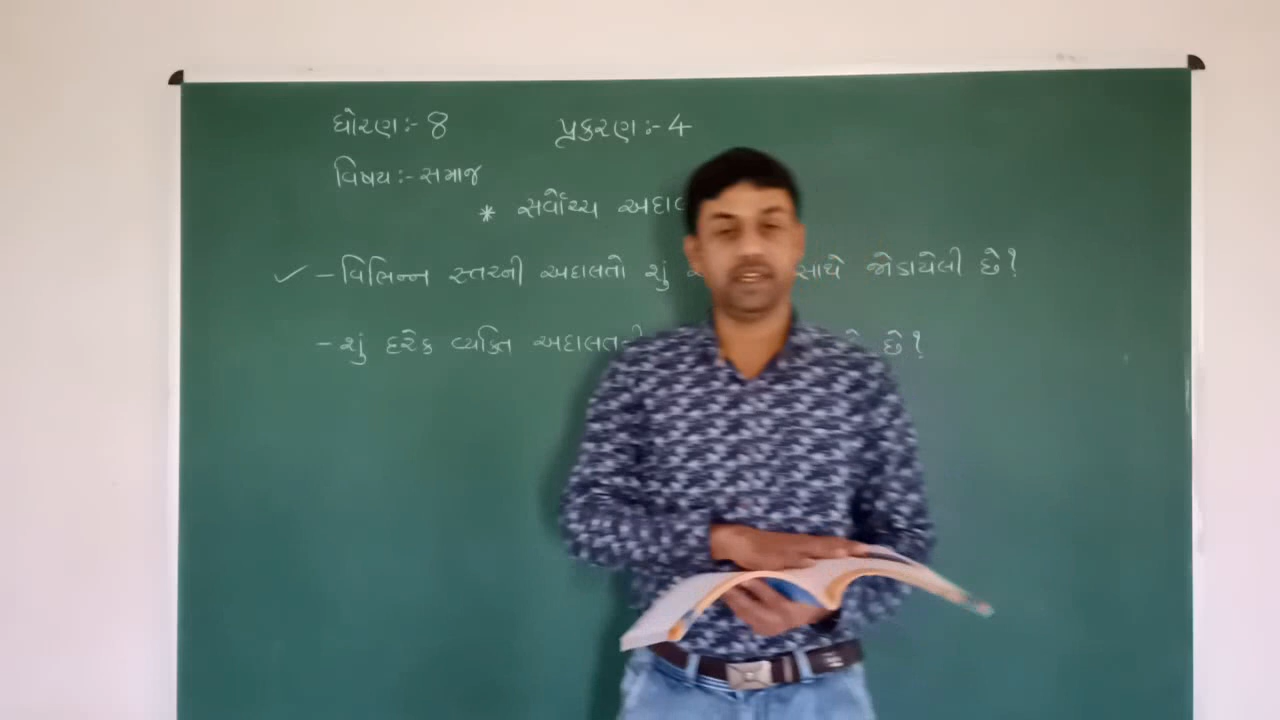 ધોરણ:- 8 પ્રકરણ:- 4
વિષય:- સમાજ
* સર્વોચ્ચ
✓ - વિભિન્ન સ્તરની અદાલતો શું સાથે જોડાયેલી છે?
- શું દરેક વ્યક્તિ છે?